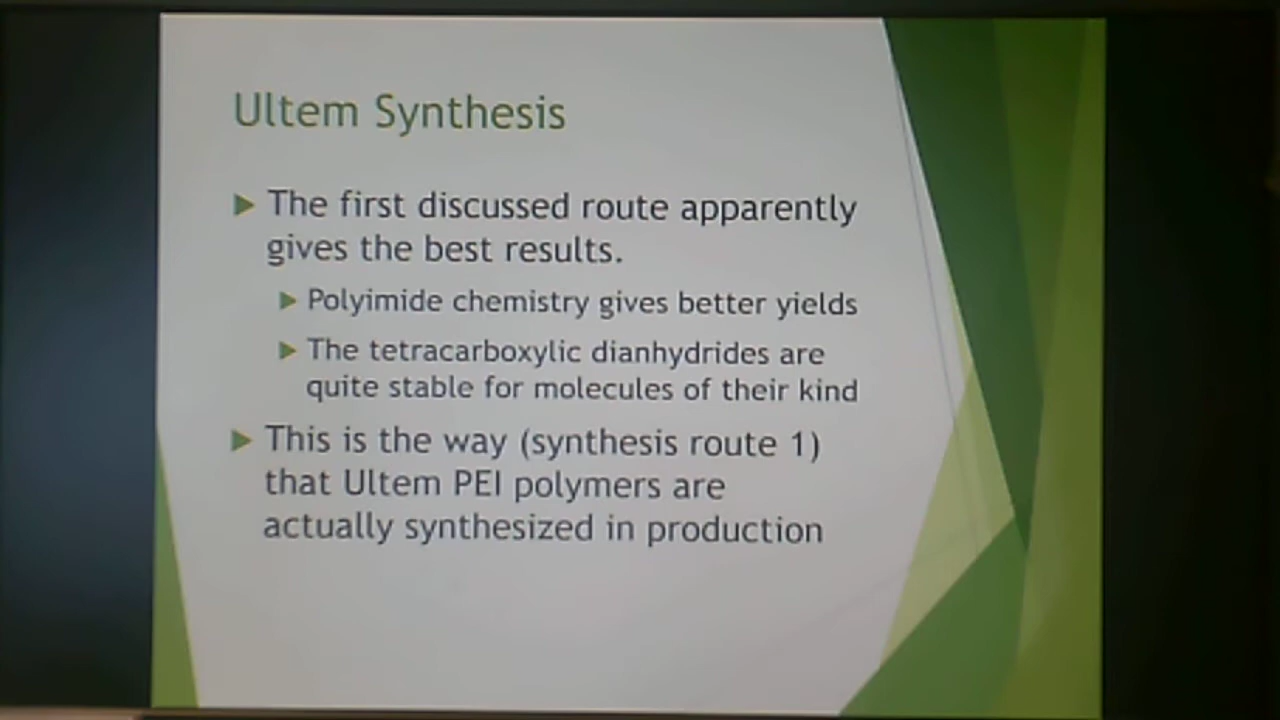 Ultem Synthesis
The first discussed route apparently
gives the best results.
Polyimide chemistry gives better yields
The tetracarboxylic dianhydrides are
quite stable for molecules of their kind
This is the way (synthesis route 1)
that Ultem PEI polymers are
actually synthesized in production